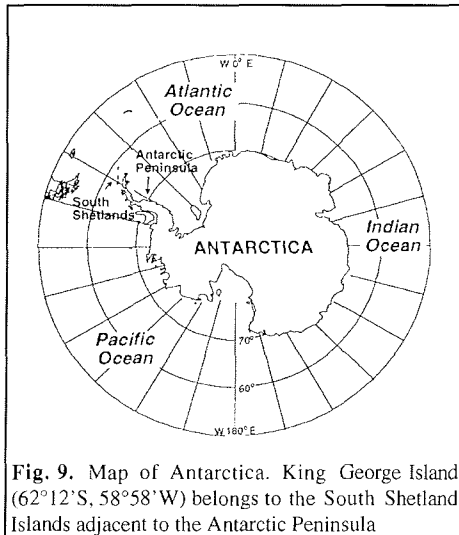 W 0° E
Atlantic
Ocean
Antarctic
Peninsula
South
Shetlands
ANTARCTICA
Indian
Ocean
Pacific
Ocean
70°
60°
W 180° E
Fig. 9. Map of Antarctica. King George Island
(62°12'S, 58°58'W) belongs to the South Shetland
Islands adjacent to the Antarctic Peninsula